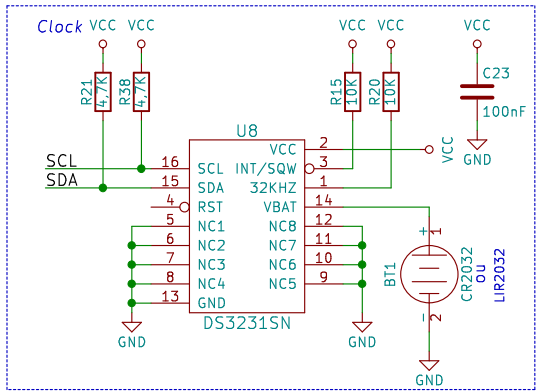 Clock
VCC
VCC
VCC
VCC
VCC
R21
4,7K
R38
4,7K
R15
10K
R20
10K
C23
100nF
GND
U8
SCL
SDA
16
15
4
5
6
7
8
13
SCL
SDA
RST
NC1
NC2
NC3
NC4
GND
VCC
INT/SQW
32KHZ
VBAT
NC8
NC7
NC6
NC5
2
3
1
14
12
11
10
9
VCC
DS3231SN
GND
GND
BT1
+
1
−
2
CR2032
ou
LIR2032
GND